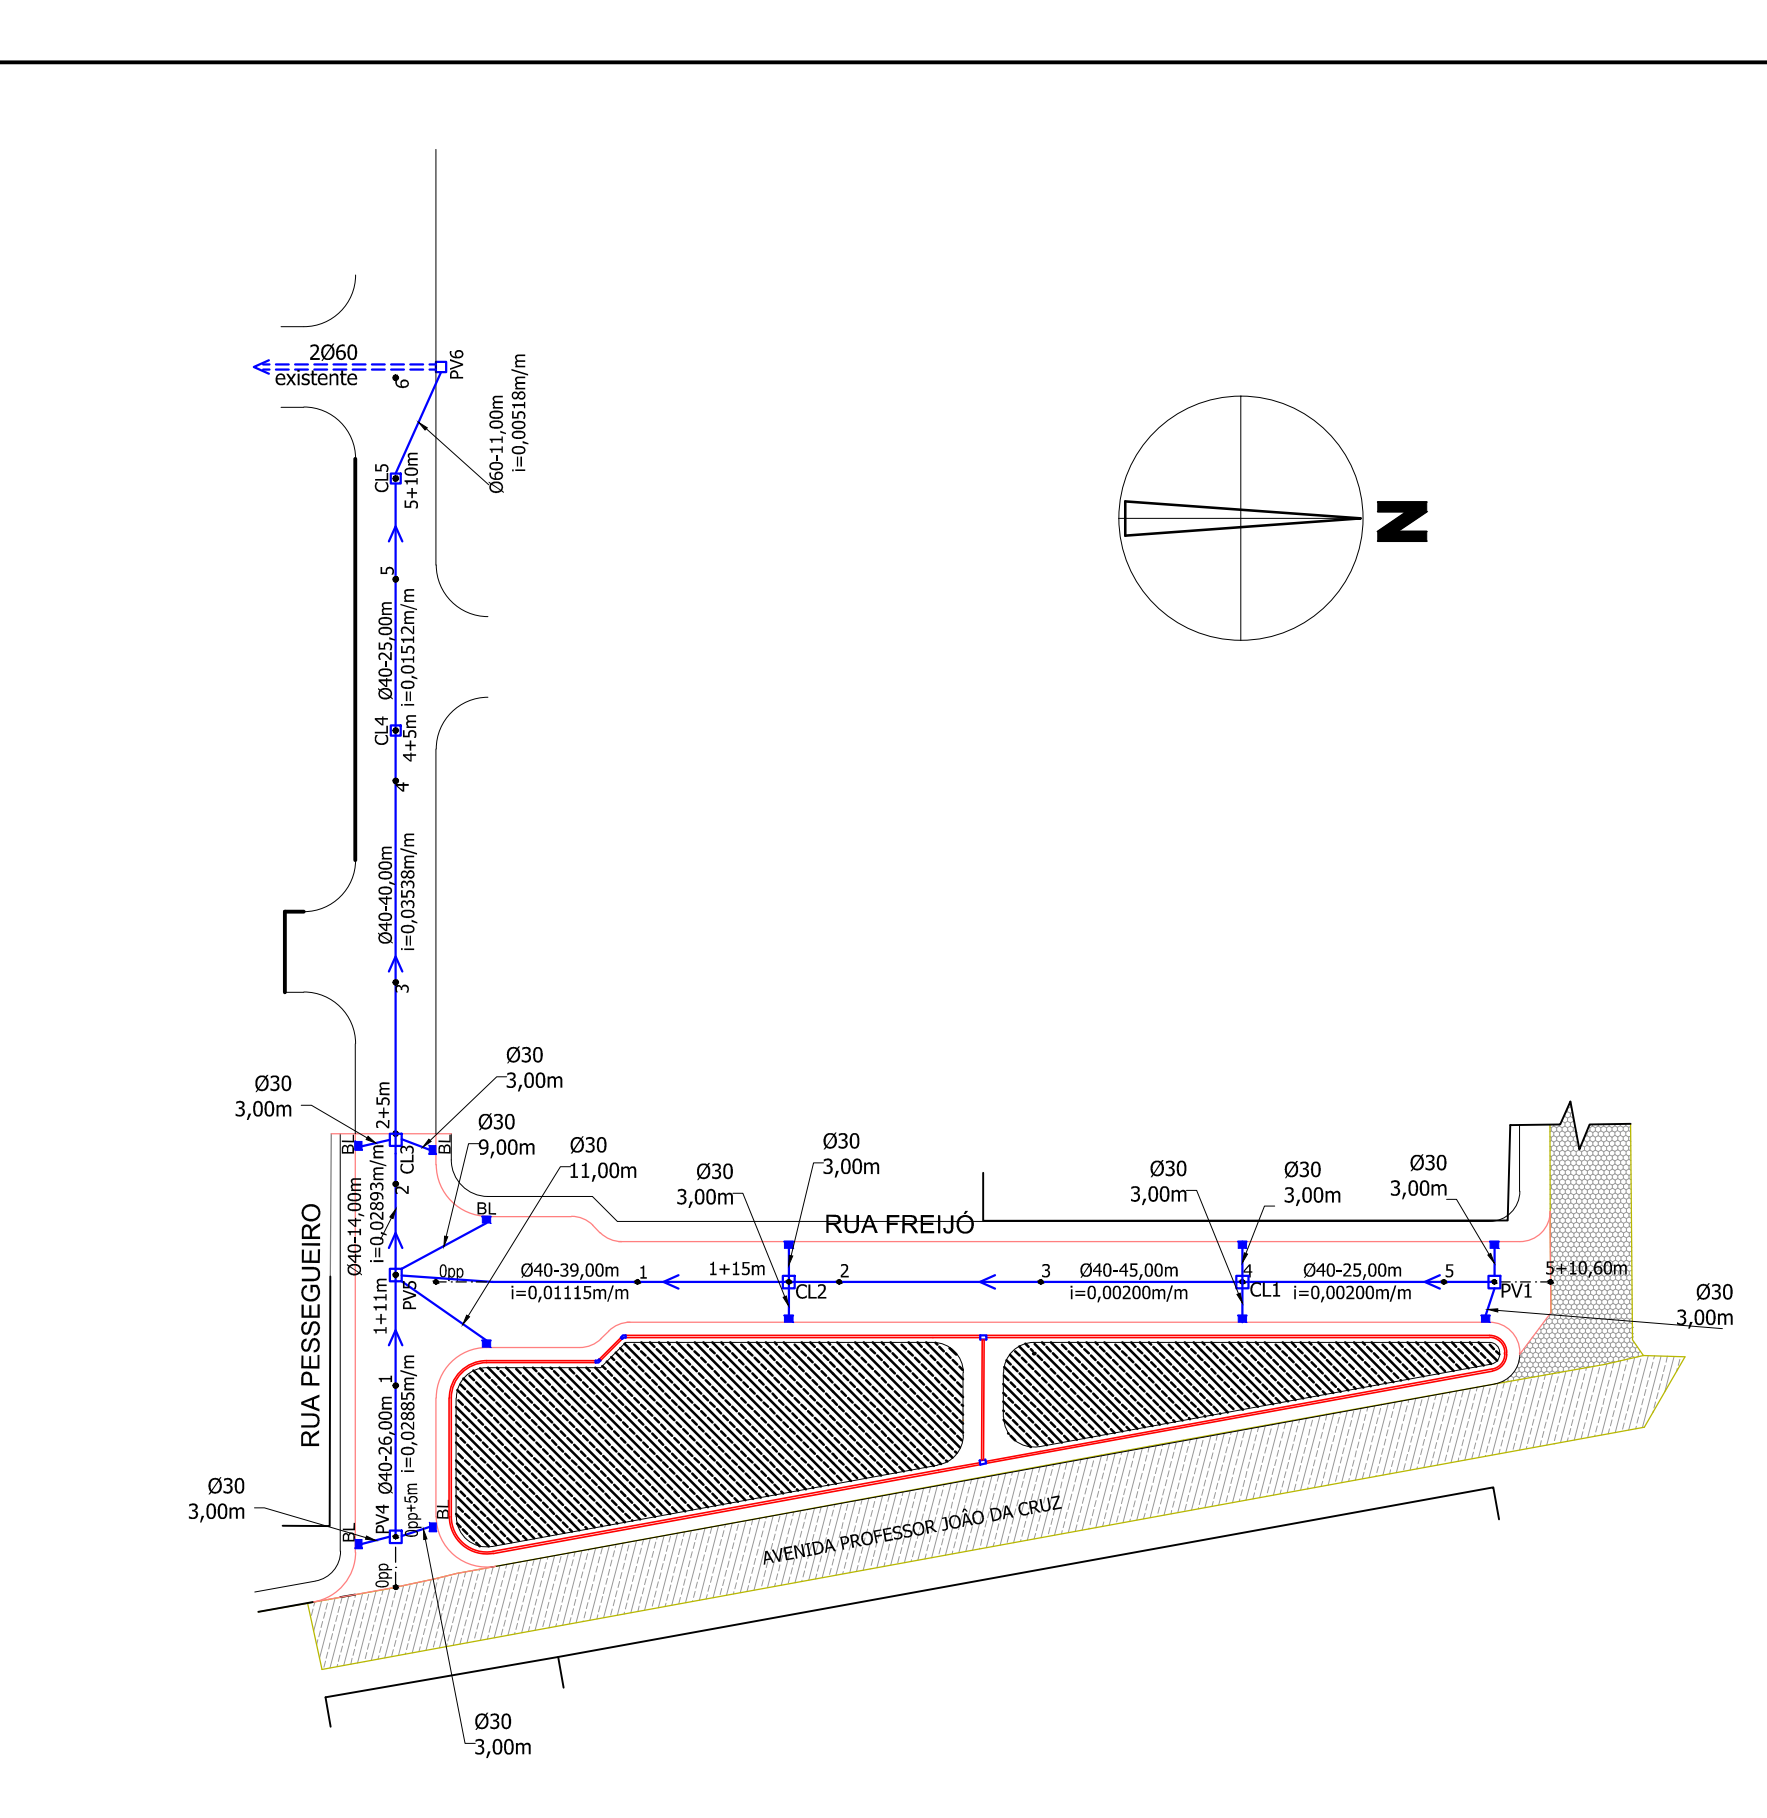 2Ø60
existente
6
PV6
Ø60-11,00m
i=0,00518m/m
CL5
5+10m
N
5
Ø40-25,00m
i=0,01512m/m
CL4
4+5m
4
Ø40-40,00m
i=0,03538m/m
3
Ø30
3,00m
Ø30
3,00m
2+5m
BL
BL
CL3
Ø30
9,00m
Ø30
11,00m
Ø40-14,00m
i=0,02893m/m
2
BL
Ø30
3,00m
Ø30
3,00m
Ø30
3,00m
Ø30
3,00m
Ø30
3,00m
RUA FREIJÓ
RUA PESSEGUEIRO
1+11m
0pp
Ø40-39,00m
i=0,01115m/m
1
1+15m
2
CL2
3
Ø40-45,00m
i=0,00200m/m
4
CL1
Ø40-25,00m
i=0,00200m/m
5
PV1
5+10,60m
Ø30
3,00m
1
Ø40-26,00m
i=0,02885m/m
Ø30
3,00m
BL
PV4
0pp+5m
BL
0pp
AVENIDA PROFESSOR JOÂO DA CRUZ
Ø30
3,00m